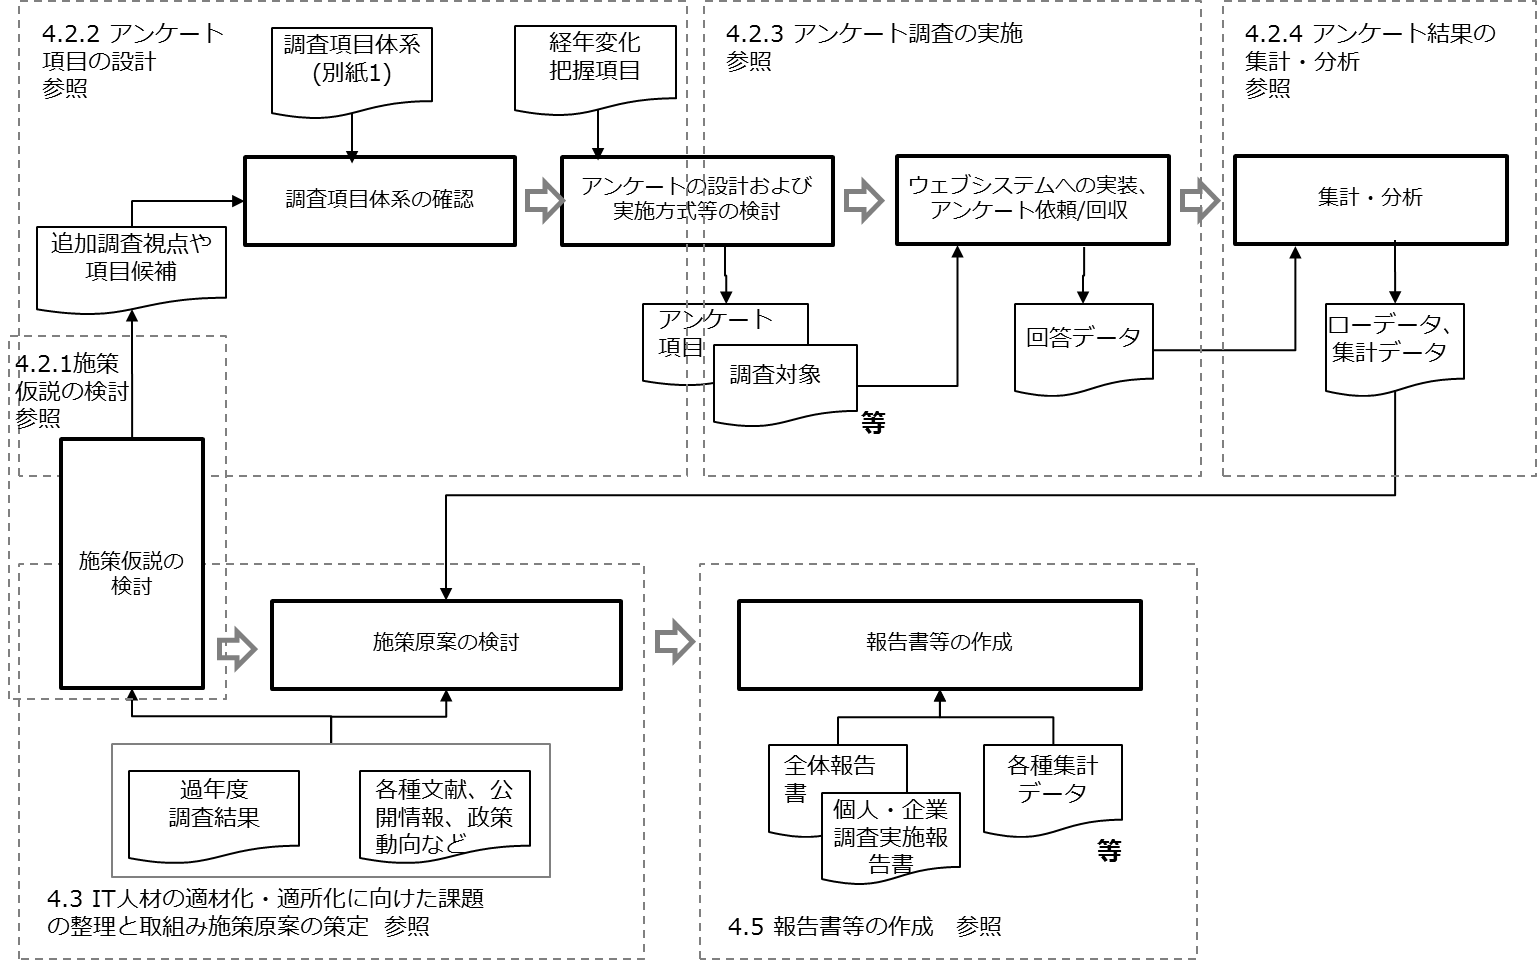 4.2.2 アンケート
項目の設計
参照
調査項目体系
(別紙1)
経年変化
把握項目
4.2.3 アンケート調査の実施
参照
4.2.4 アンケート結果の
集計・分析
参照
調査項目体系の確認
アンケートの設計および
実施方式等の検討
ウェブシステムへの実装、
アンケート依頼/回収
集計・分析
追加調査視点や
項目候補
アンケート
項目
調査対象
等
回答データ
ローデータ、
集計データ
4.2.1施策
仮説の検討
参照
施策仮説の
検討
施策原案の検討
報告書等の作成
過年度
調査結果
各種文献、公
開情報、政策
動向など
全体報告
書
個人・企業
調査実施報
告書
各種集計
データ
等
4.3 IT人材の適材化・適所化に向けた課題
の整理と取組み施策原案の策定 参照
4.5 報告書等の作成 参照